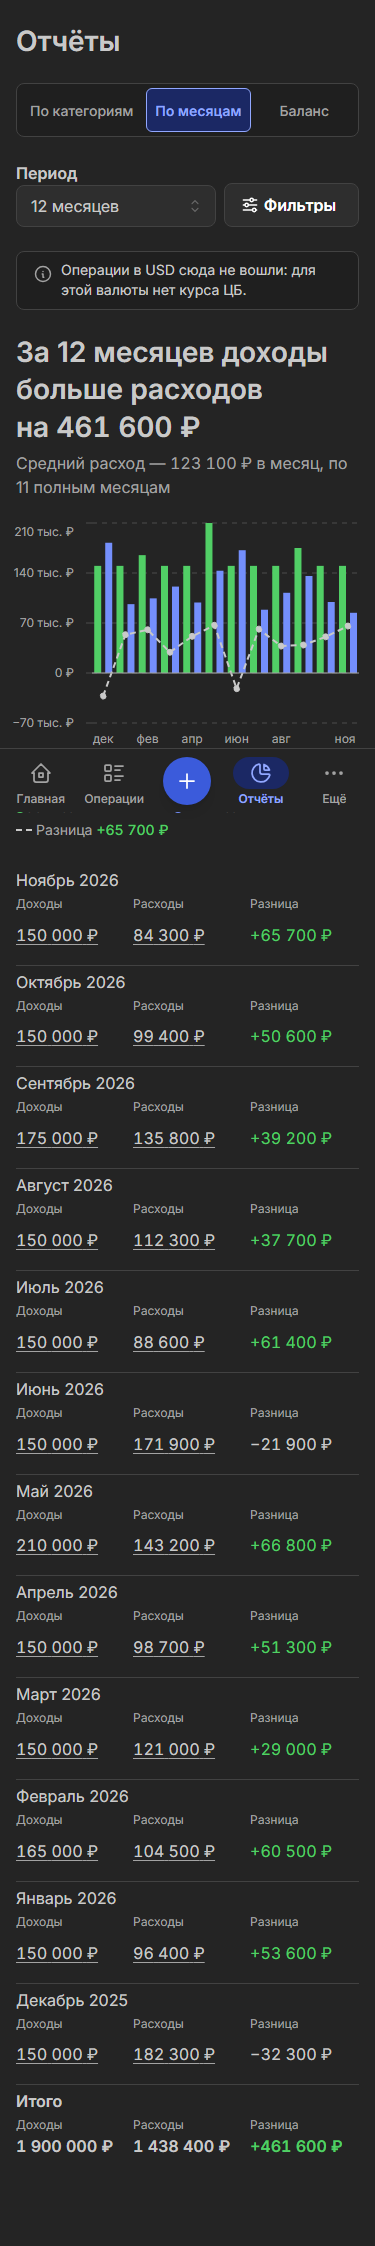 Отчёты
По категориям По месяцам Баланс
Период
12 месяцев Фильтры
Операции в USD сюда не вошли: для
этой валюты нет курса ЦБ.
За 12 месяцев доходы
больше расходов
на 461 600 ₽
Средний расход — 123 100 ₽ в месяц, по
11 полным месяцам
210 тыс. ₽
140 тыс. ₽
70 тыс. ₽
0 ₽
−70 тыс. ₽
дек фев апр июн авг ноя
Главная Операции Отчёты Ещё
Разница +65 700 ₽
Ноябрь 2026
Доходы Расходы Разница
150 000 ₽ 84 300 ₽ +65 700 ₽
Октябрь 2026
Доходы Расходы Разница
150 000 ₽ 99 400 ₽ +50 600 ₽
Сентябрь 2026
Доходы Расходы Разница
175 000 ₽ 135 800 ₽ +39 200 ₽
Август 2026
Доходы Расходы Разница
150 000 ₽ 112 300 ₽ +37 700 ₽
Июль 2026
Доходы Расходы Разница
150 000 ₽ 88 600 ₽ +61 400 ₽
Июнь 2026
Доходы Расходы Разница
150 000 ₽ 171 900 ₽ −21 900 ₽
Май 2026
Доходы Расходы Разница
210 000 ₽ 143 200 ₽ +66 800 ₽
Апрель 2026
Доходы Расходы Разница
150 000 ₽ 98 700 ₽ +51 300 ₽
Март 2026
Доходы Расходы Разница
150 000 ₽ 121 000 ₽ +29 000 ₽
Февраль 2026
Доходы Расходы Разница
165 000 ₽ 104 500 ₽ +60 500 ₽
Январь 2026
Доходы Расходы Разница
150 000 ₽ 96 400 ₽ +53 600 ₽
Декабрь 2025
Доходы Расходы Разница
150 000 ₽ 182 300 ₽ −32 300 ₽
Итого
Доходы Расходы Разница
1 900 000 ₽ 1 438 400 ₽ +461 600 ₽